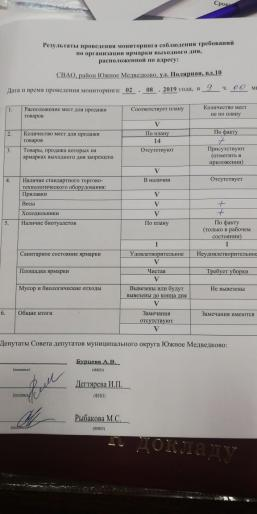 Результаты проведения мониторинга соблюдения требований
по организации ярмарки выходного дня,
расположенной по адресу:
СВАО, район Южное Медведково, ул. Полярная, вл.10
Дата и время проведения мониторинга: 02 . 08 . 2019 года, в 9 ч. 00
1. Расположение мест для продажи товаров Соответствует плану Количество мест не по плану
V
2. Количество мест для продажи товаров По плану По факту
14 7
3. Товары, продажа которых на ярмарках выходного дня запрещена Отсутствуют Присутствуют (отметить в приложении)
V
4. Наличие стандартного торгово-технологического оборудования: В наличии Отсутствует
Прилавки V
Весы V +
Холодильники V +
5. Наличие биотуалетов По плану По факту (только в рабочем состоянии)
1 1
Санитарное состояние ярмарки Удовлетворительное Неудовлетворительное
V
Площадка ярмарки Чистая Требует уборки
V
Мусор и биологические отходы Вывезены или будут вывезены до конца дня Не вывезены
V
6. Общие итоги Замечания отсутствуют Замечания имеются
V
Депутаты Совета депутатов муниципального округа Южное Медведково:
Бурцева А.В.
(подпись) (ФИО)
Дегтярева И.П.
(ФИО)
Рыбакова М.С.
(ФИО)
К ДОКЛАДУ